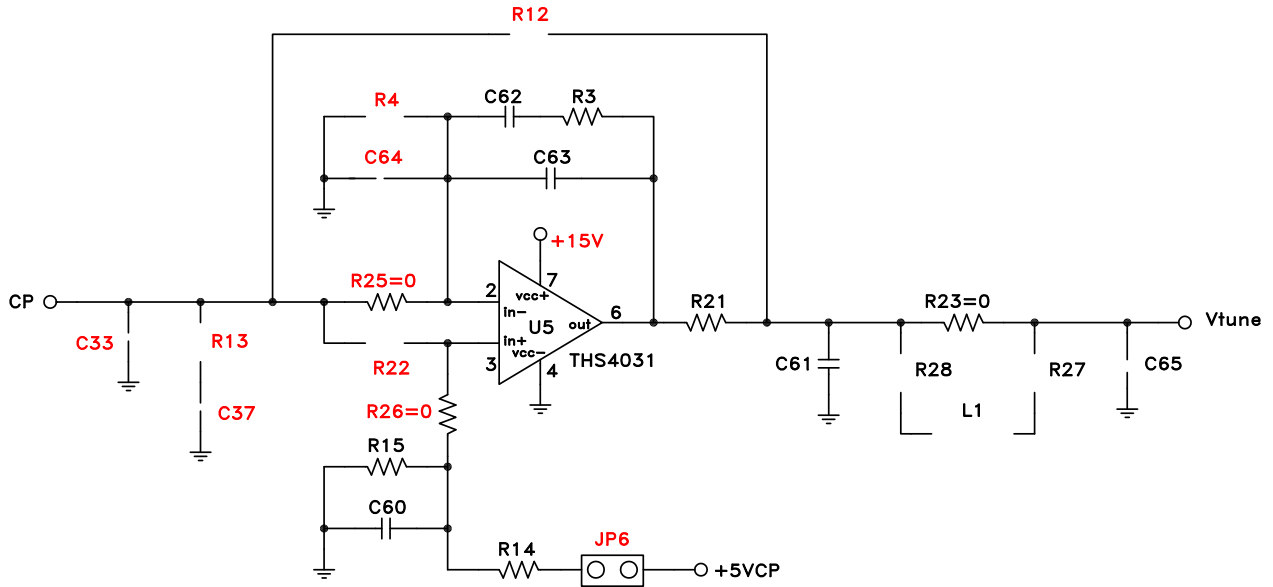 R12
R4
C62
R3
C64
C63
+15V
CP
R25=0
2
7
vcc+
in-
U5
out
6
R21
R23=0
Vtune
C33
R13
R22
in+
vcc-
3
4
THS4031
C61
R28
R27
C65
C37
R26=0
L1
R15
C60
R14
JP6
+5VCP